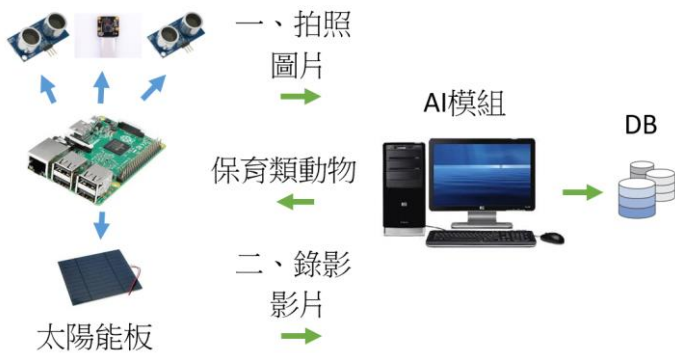 一、拍照
圖片
AI模組
DB
保育類動物
二、錄影
影片
太陽能板